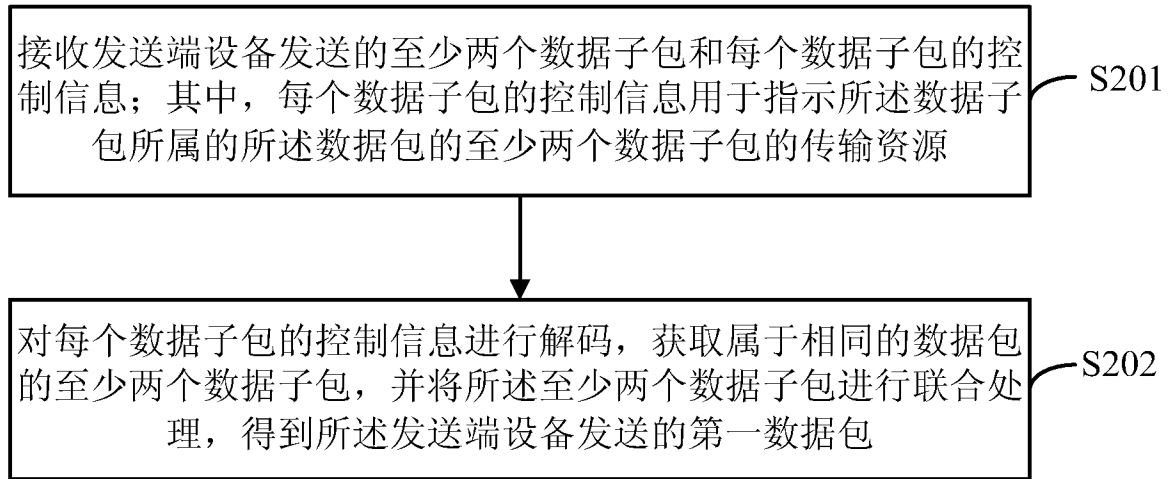 接收发送端设备发送的至少两个数据子包和每个数据子包的控
制信息；其中，每个数据子包的控制信息用于指示所述数据子
包所属的所述数据包的至少两个数据子包的传输资源
S201
对每个数据子包的控制信息进行解码，获取属于相同的数据包
的至少两个数据子包，并将所述至少两个数据子包进行联合处
理，得到所述发送端设备发送的第一数据包
S202